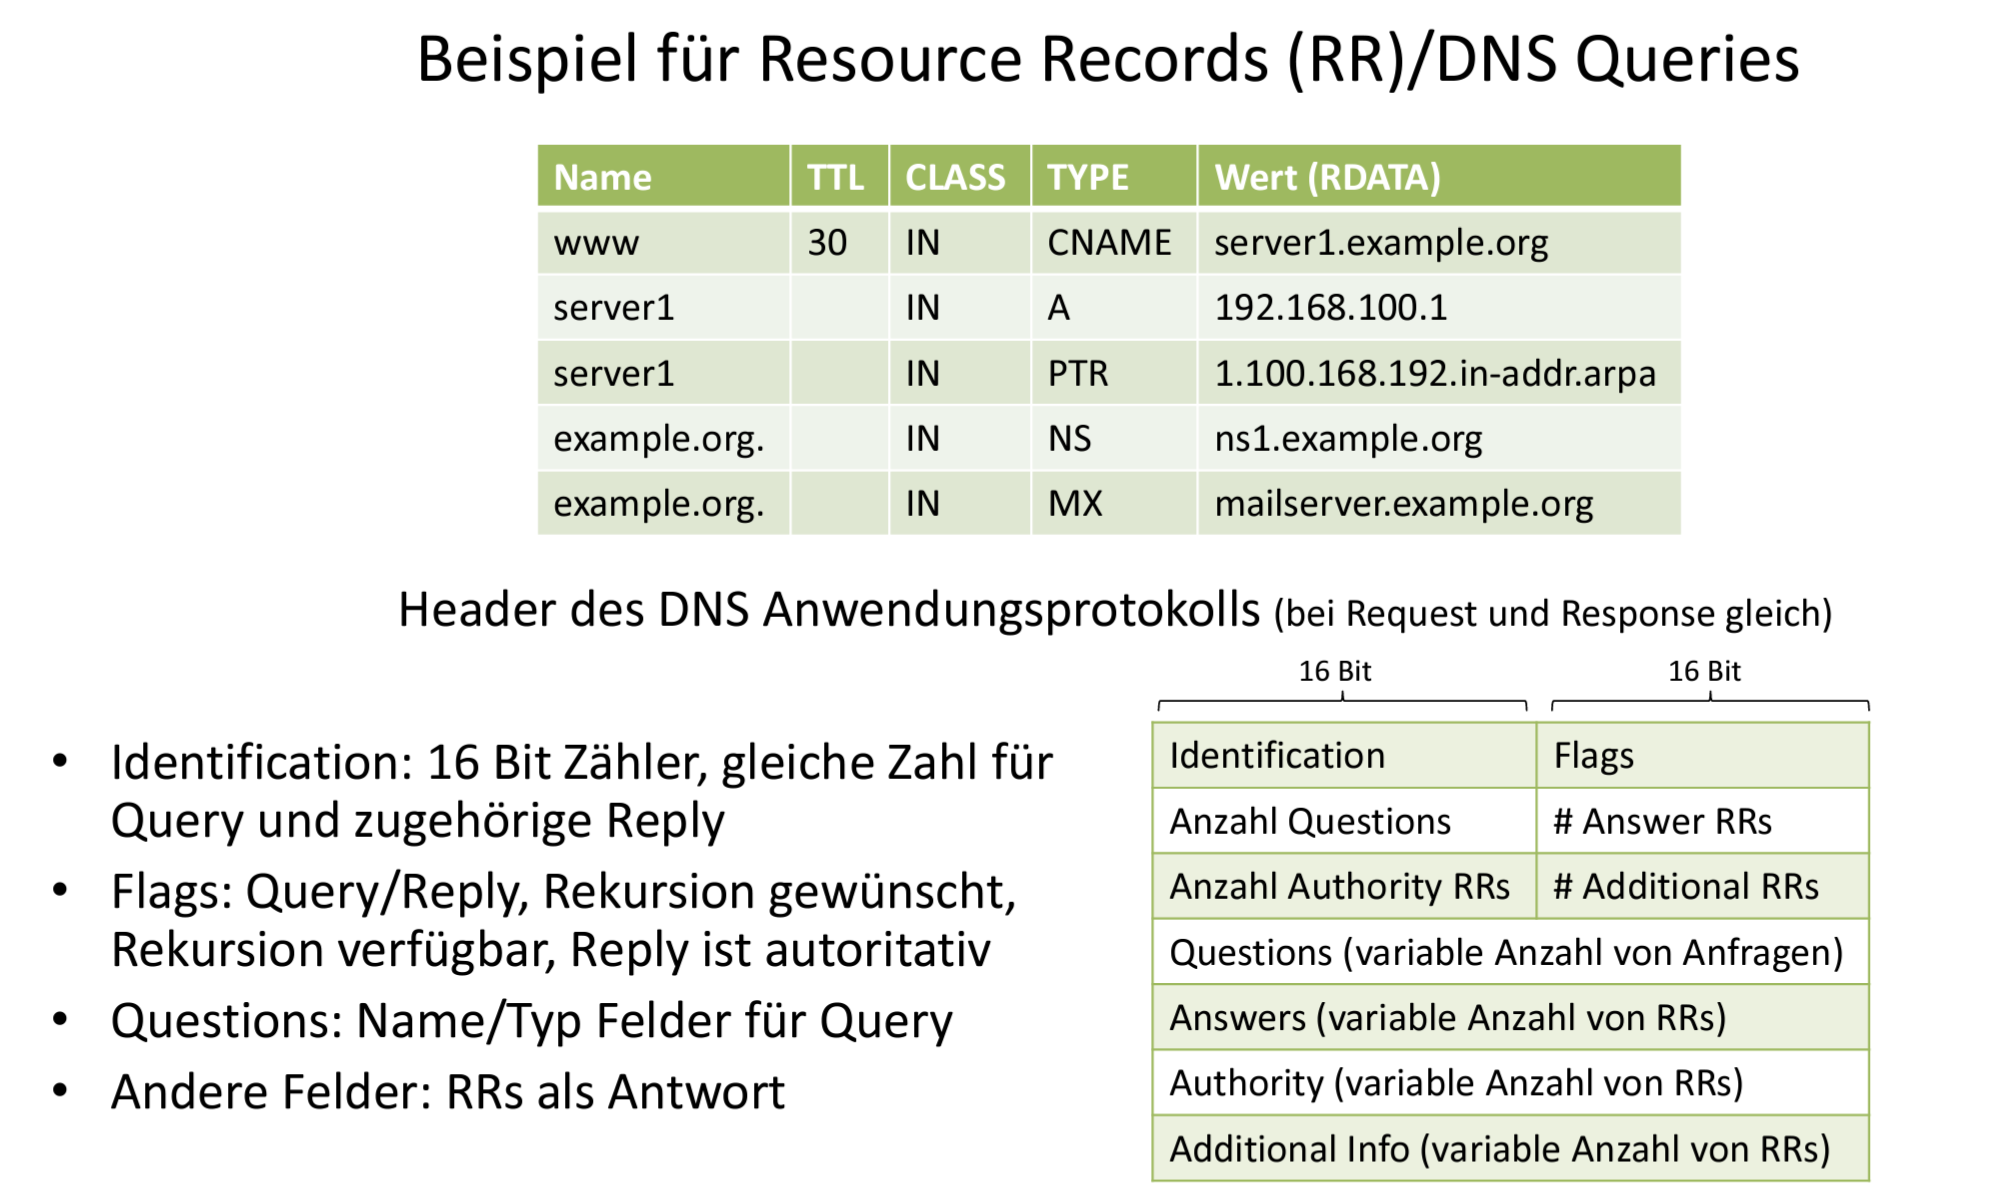 Beispiel für Resource Records (RR)/DNS Queries
Name TTL CLASS TYPE Wert (RDATA)
www 30 IN CNAME server1.example.org
server1 IN A 192.168.100.1
server1 IN PTR 1.100.168.192.in-addr.arpa
example.org. IN NS ns1.example.org
example.org. IN MX mailserver.example.org
Header des DNS Anwendungsprotokolls (bei Request und Response gleich)
• Identification: 16 Bit Zähler, gleiche Zahl für
Query und zugehörige Reply
• Flags: Query/Reply, Rekursion gewünscht,
Rekursion verfügbar, Reply ist autoritativ
• Questions: Name/Typ Felder für Query
• Andere Felder: RRs als Antwort
16 Bit 16 Bit
Identification Flags
Anzahl Questions # Answer RRs
Anzahl Authority RRs # Additional RRs
Questions (variable Anzahl von Anfragen)
Answers (variable Anzahl von RRs)
Authority (variable Anzahl von RRs)
Additional Info (variable Anzahl von RRs)